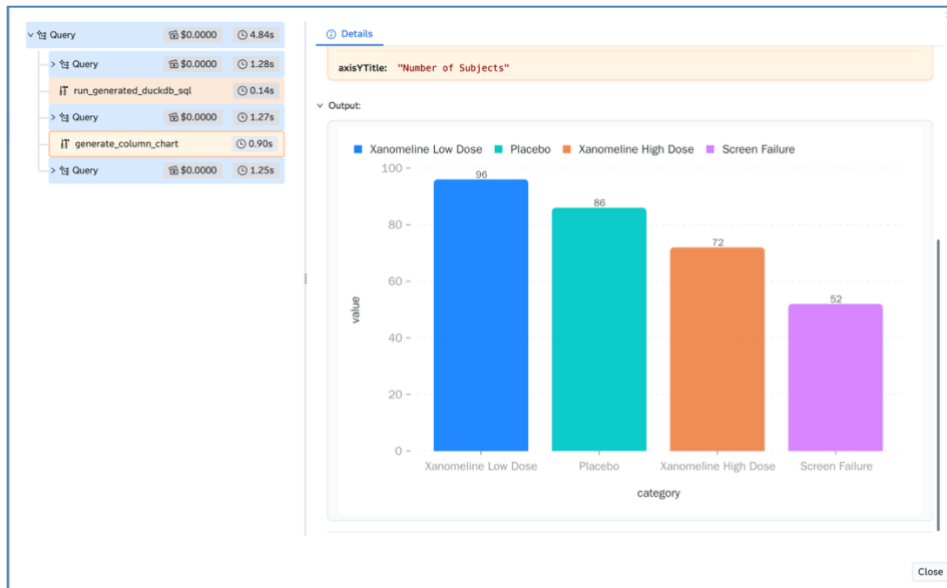 Query $0.0000 4.84s
Query $0.0000 1.28s
run_generated_duckdb_sql 0.14s
Query $0.0000 1.27s
generate_column_chart 0.90s
Query $0.0000 1.25s
Details
axisYTitle: "Number of Subjects"
Output:
Xanomeline Low Dose Placebo Xanomeline High Dose Screen Failure
100
80
60
40
20
0
value
96
86
72
52
Xanomeline Low Dose Placebo Xanomeline High Dose Screen Failure
category
Close